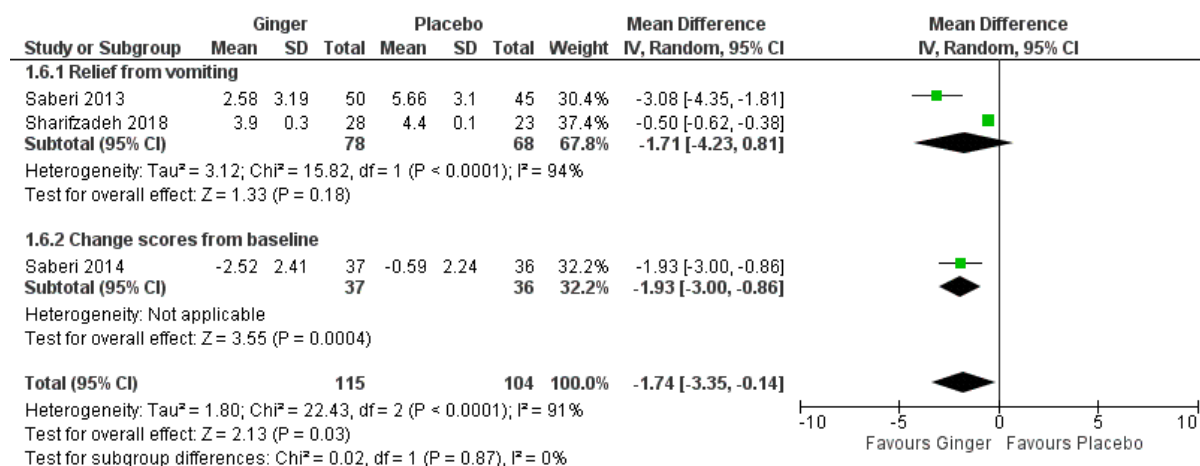 Ginger Placebo Mean Difference Mean Difference
Study or Subgroup Mean SD Total Mean SD Total Weight IV, Random, 95% CI IV, Random, 95% CI
1.6.1 Relief from vomiting
Saberi 2013 2.58 3.19 50 5.66 3.1 45 30.4% -3.08 [-4.35, -1.81]
Sharifzadeh 2018 3.9 0.3 28 4.4 0.1 23 37.4% -0.50 [-0.62, -0.38]
Subtotal (95% CI) 78 68 67.8% -1.71 [-4.23, 0.81]
Heterogeneity: Tau² = 3.12; Chi² = 15.82, df = 1 (P < 0.0001); I² = 94%
Test for overall effect: Z = 1.33 (P = 0.18)
1.6.2 Change scores from baseline
Saberi 2014 -2.52 2.41 37 -0.59 2.24 36 32.2% -1.93 [-3.00, -0.86]
Subtotal (95% CI) 37 36 32.2% -1.93 [-3.00, -0.86]
Heterogeneity: Not applicable
Test for overall effect: Z = 3.55 (P = 0.0004)
Total (95% CI) 115 104 100.0% -1.74 [-3.35, -0.14]
Heterogeneity: Tau² = 1.80; Chi² = 22.43, df = 2 (P < 0.0001); I² = 91%
Test for overall effect: Z = 2.13 (P = 0.03)
Test for subgroup differences: Chi² = 0.02, df = 1 (P = 0.87), I² = 0%
-10 -5 0 5 10
Favours Ginger Favours Placebo